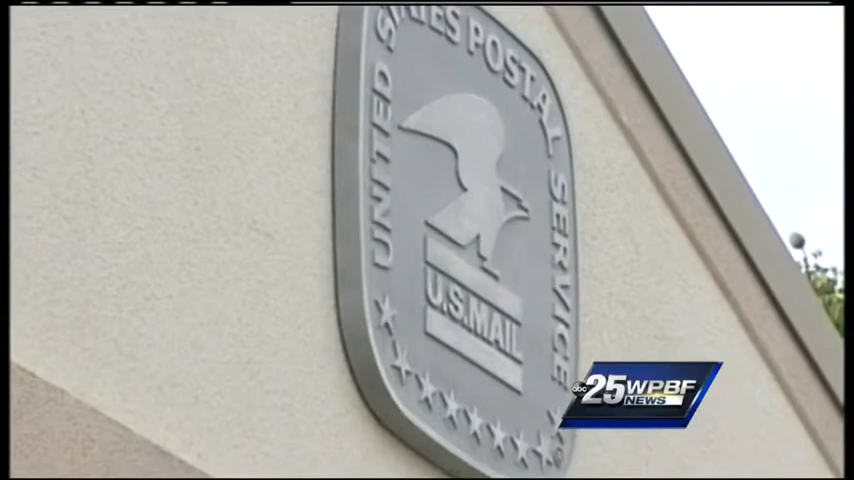 UNITED STATES POSTAL SERVICE
U.S.MAIL
abc 25 WPBF
NEWS